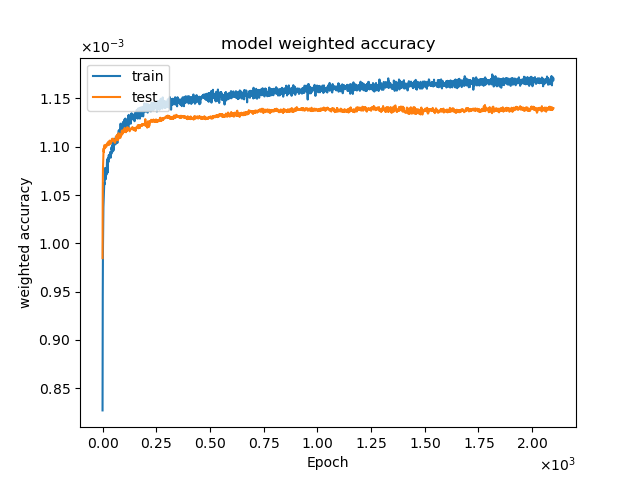 model weighted accuracy
×10⁻³
train
test
1.15
1.10
1.05
1.00
0.95
0.90
0.85
weighted accuracy
0.00 0.25 0.50 0.75 1.00 1.25 1.50 1.75 2.00
Epoch
×10³